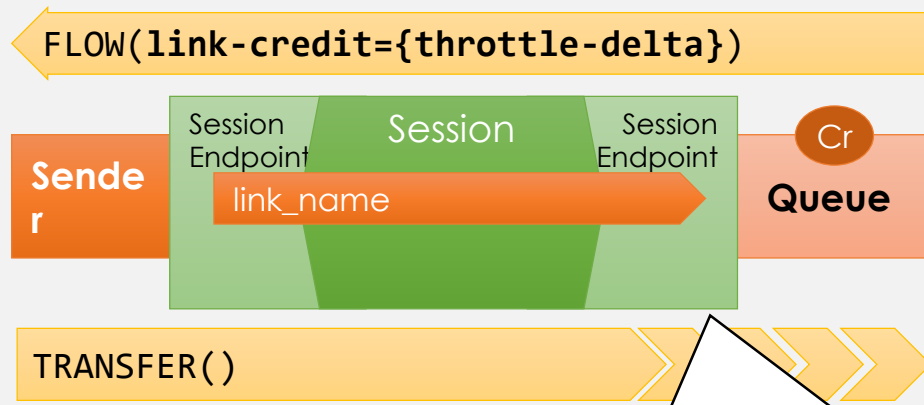 FLOW(link-credit={throttle-delta})
Session
Endpoint
Session
Session
Endpoint
Cr
Sende
r
link_name
Queue
TRANSFER()